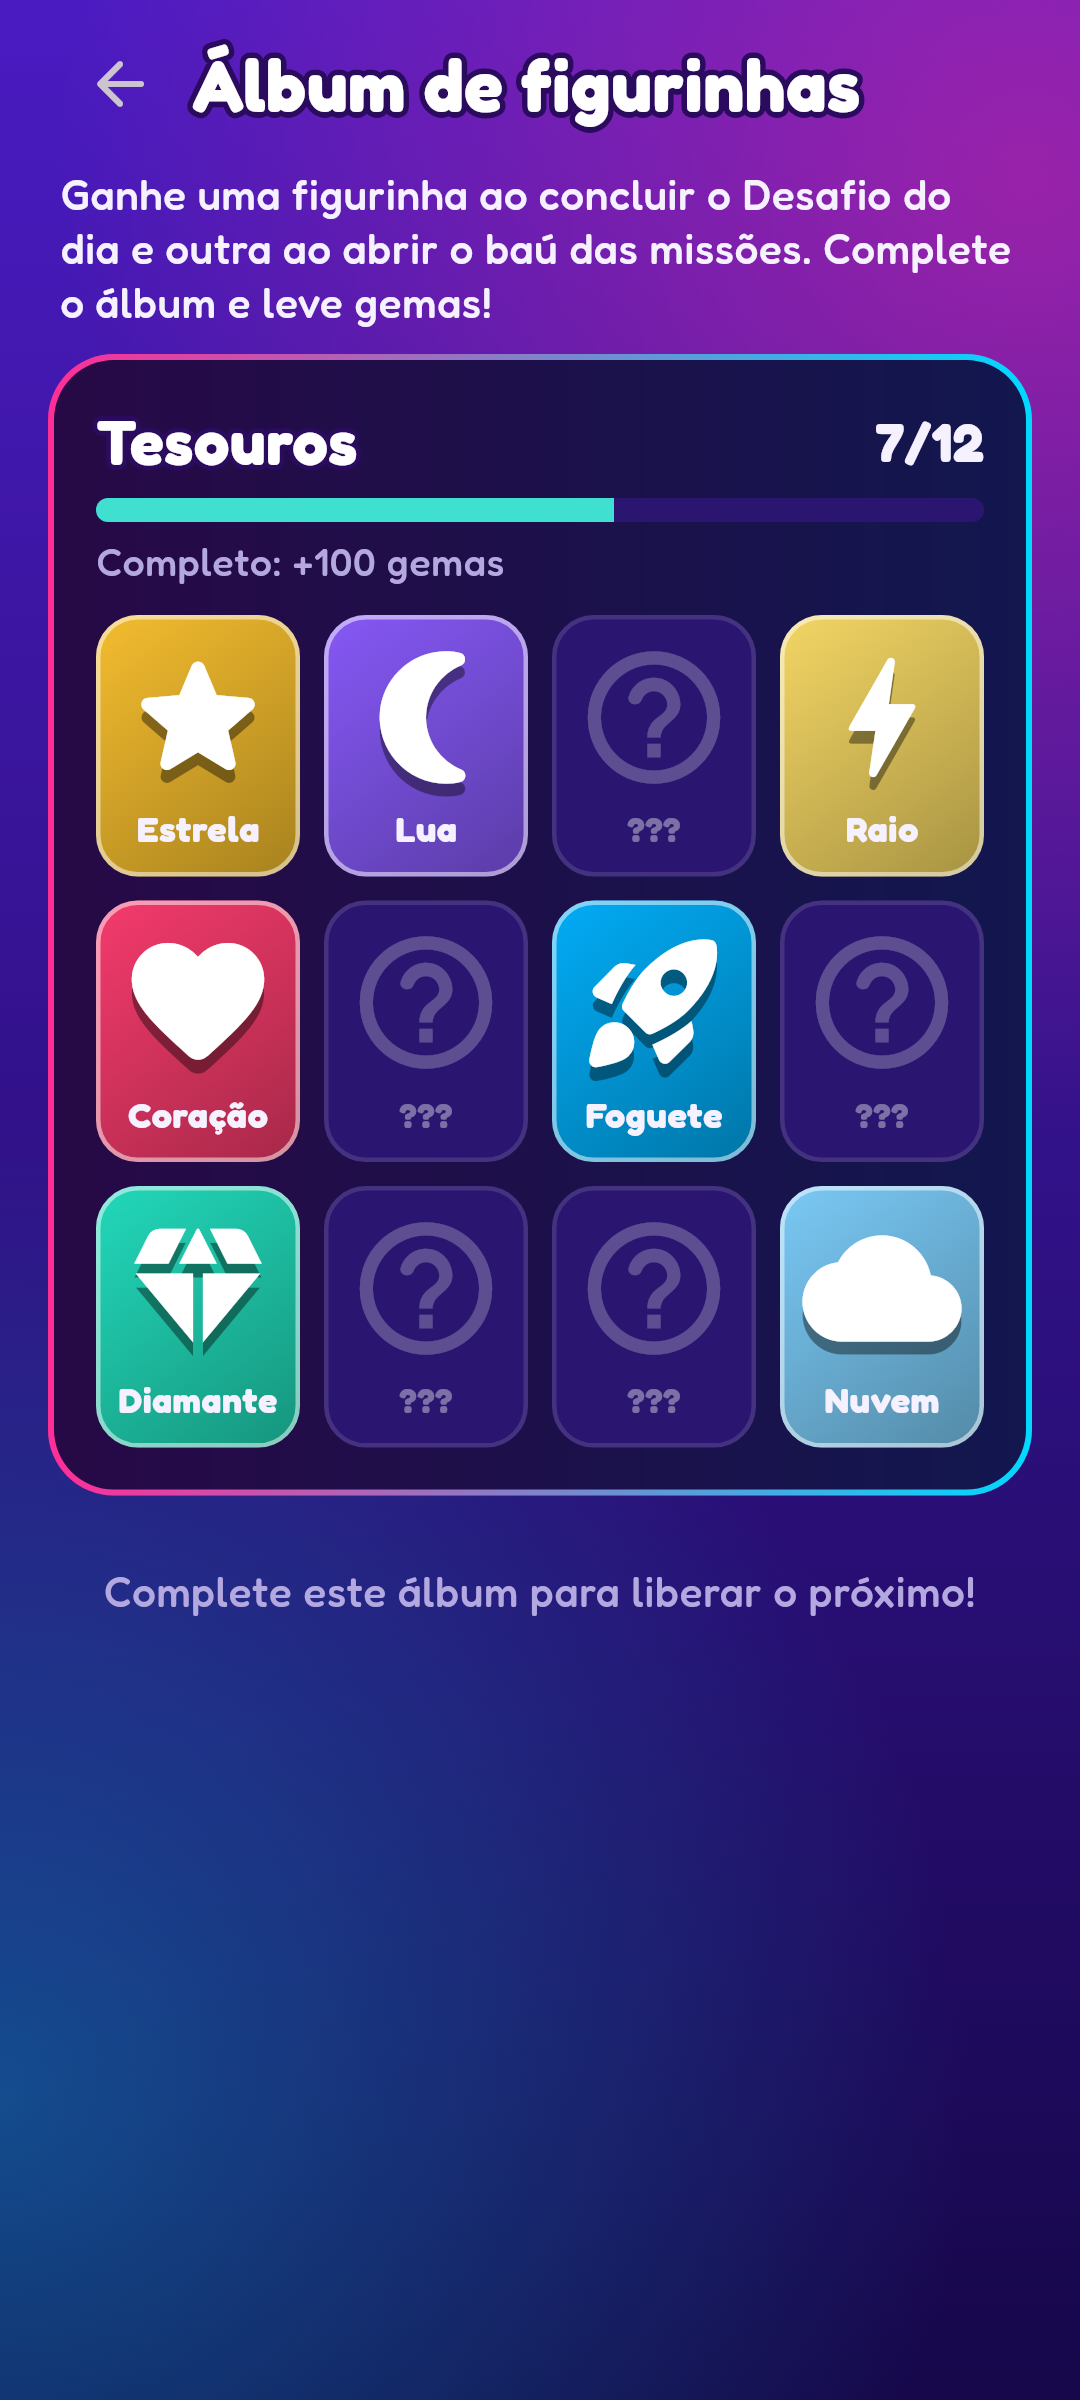 Álbum de figurinhas
Ganhe uma figurinha ao concluir o Desafio do
dia e outra ao abrir o baú das missões. Complete
o álbum e leve gemas!
Tesouros
7/12
Completo: +100 gemas
Estrela
Lua
???
Raio
Coração
???
Foguete
???
Diamante
???
???
Nuvem
Complete este álbum para liberar o próximo!